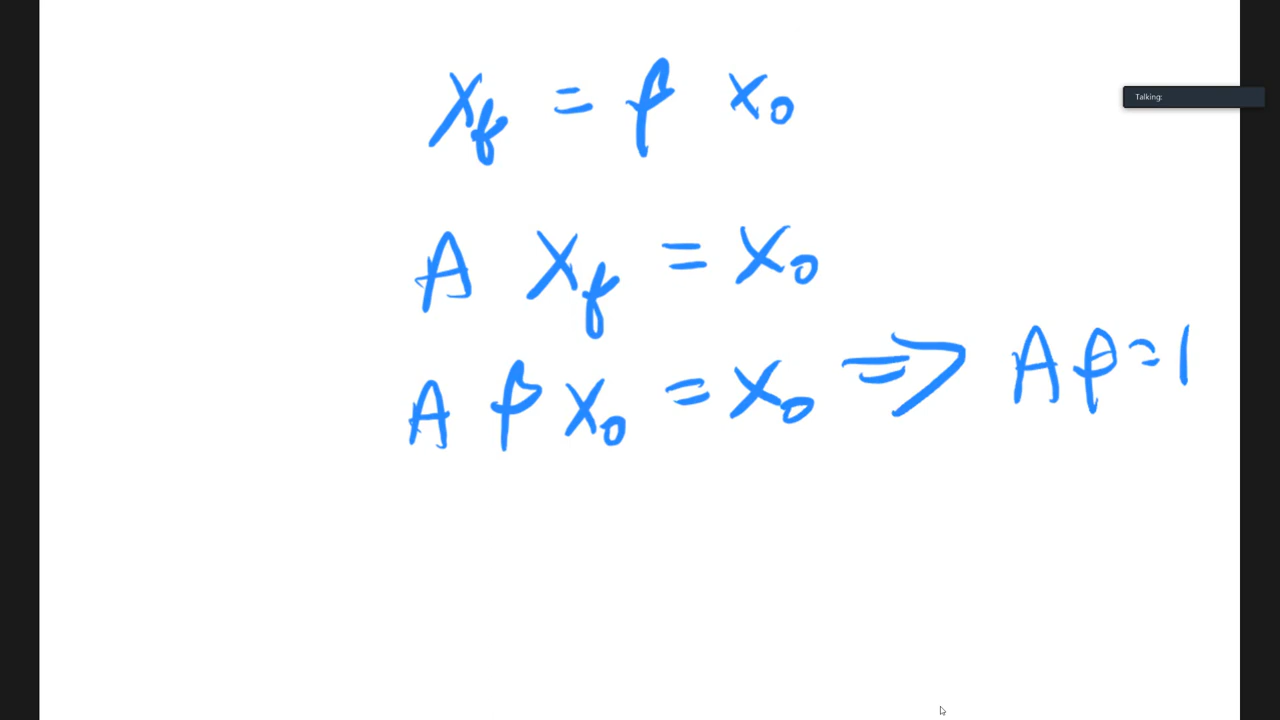 X_f = β X_0
Talking:
A X_f = X_0
A β X_0 = X_0 ⇒ A β = 1